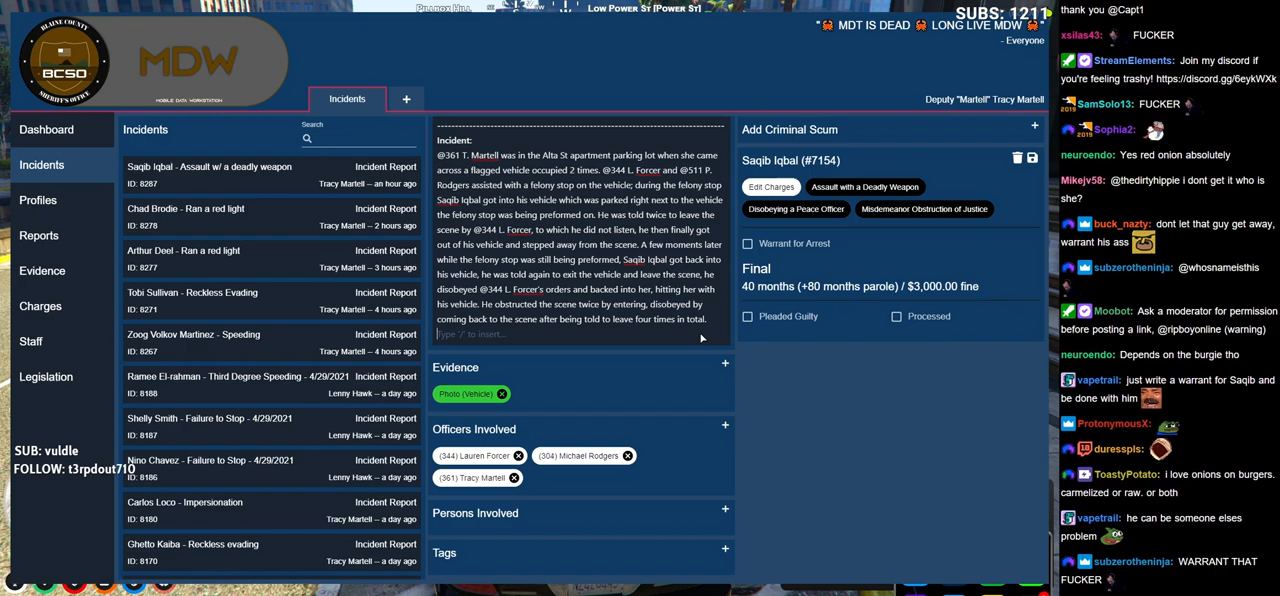 PILLBOX HILL
Low Power St [Power St]
SUBS: 1211
" 🦀 MDT IS DEAD 🦀 LONG LIVE MDW 🦀 "
- Everyone
BLAINE COUNTY
BCSO
SHERIFF'S OFFICE
MDW
MOBILE DATA WORKSTATION
Incidents
+
Deputy "Martell" Tracy Martell
Dashboard
Incidents
Profiles
Reports
Evidence
Charges
Staff
Legislation
SUB: vuldle
FOLLOW: t3rpdout710
Incidents
Search
Saqib Iqbal - Assault w/ a deadly weapon
Incident Report
ID: 8287
Tracy Martell -- an hour ago
Chad Brodie - Ran a red light
Incident Report
ID: 8278
Tracy Martell -- 2 hours ago
Arthur Deel - Ran a red light
Incident Report
ID: 8277
Tracy Martell -- 3 hours ago
Tobi Sullivan - Reckless Evading
Incident Report
ID: 8271
Tracy Martell -- 4 hours ago
Zoog Volkov Martinez - Speeding
Incident Report
ID: 8267
Tracy Martell -- 4 hours ago
Ramee El-rahman - Third Degree Speeding - 4/29/2021
Incident Report
ID: 8188
Lenny Hawk -- a day ago
Shelly Smith - Failure to Stop - 4/29/2021
Incident Report
ID: 8187
Lenny Hawk -- a day ago
Nino Chavez - Failure to Stop - 4/29/2021
Incident Report
ID: 8186
Lenny Hawk -- a day ago
Carlos Loco - Impersonation
Incident Report
ID: 8180
Tracy Martell -- a day ago
Ghetto Kaiba - Reckless evading
Incident Report
ID: 8170
Tracy Martell -- a day ago
Incident:
@361 T. Martell was in the Alta St apartment parking lot when she came
across a flagged vehicle occupied 2 times. @344 L. Forcer and @511 P.
Rodgers assisted with a felony stop on the vehicle; during the felony stop
Saqib Iqbal got into his vehicle which was parked right next to the vehicle
the felony stop was being preformed on. He was told twice to leave the
scene by @344 L. Forcer, to which he did not listen, he then finally got
out of his vehicle and stepped away from the scene. A few moments later
while the felony stop was still being preformed, Saqib Iqbal got back into
his vehicle, he was told again to exit the vehicle and leave the scene, he
disobeyed @344 L. Forcer's orders and backed into her, hitting her with
his vehicle. He obstructed the scene twice by entering, disobeyed by
coming back to the scene after being told to leave four times in total.
Type '/' to insert...
Evidence
+
Photo (Vehicle)
Officers Involved
+
(344) Lauren Forcer
(304) Michael Rodgers
(361) Tracy Martell
Persons Involved
+
Tags
+
Add Criminal Scum
+
Saqib Iqbal (#7154)
Edit Charges
Assault with a Deadly Weapon
Disobeying a Peace Officer
Misdemeanor Obstruction of Justice
Warrant for Arrest
Final
40 months (+80 months parole) / $3,000.00 fine
Pleaded Guilty
Processed
thank you @Capt1
xsilas43: FUCKER
StreamElements: Join my discord if
you're feeling trashy! https://discord.gg/6eykWXk
2019 SamSolo13: FUCKER
2019 Sophia2:
neuroendo: Yes red onion absolutely
Mikejv58: @thedirtyhippie i dont get it who is
she?
buck_nazty: dont let that guy get away,
warrant his ass
subzerotheninja: @whosnameisthis
Moobot: Ask a moderator for permission
before posting a link, @ripboyonline (warning)
neuroendo: Depends on the burgie tho
vapetrail: just write a warrant for Saqib and
be done with him
ProtonymousX:
duresspls:
ToastyPotato: i love onions on burgers.
carmelized or raw. or both
vapetrail: he can be someone elses
problem
subzerotheninja: WARRANT THAT
FUCKER